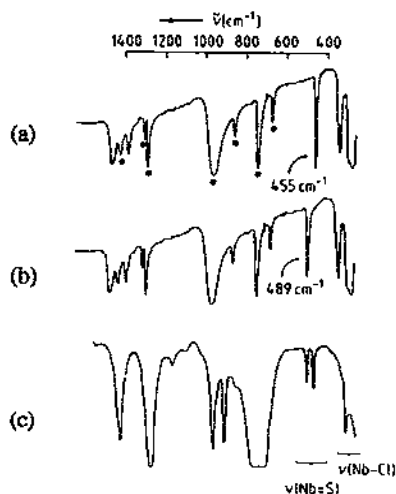 ν̃(cm⁻¹)
1400 1200 1000 800 600 400
(a)
455 cm⁻¹
(b)
489 cm⁻¹
(c)
ν(Nb-Cl)
ν(Nb=S)